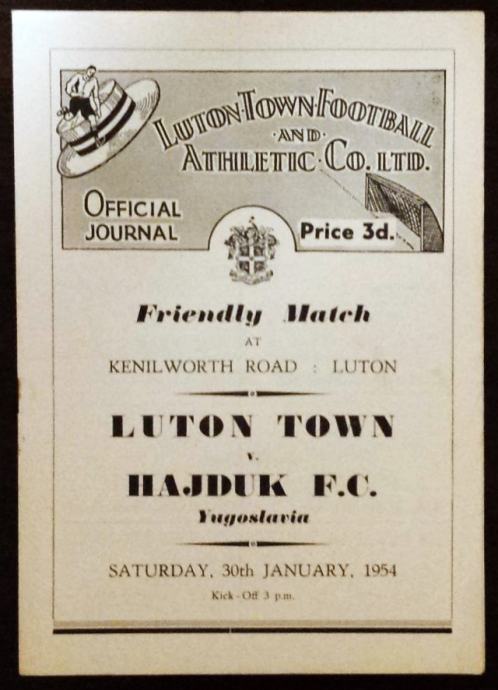 LUTON·TOWN·FOOTBALL
·AND·
ATHLETIC·CO. LTD.
OFFICIAL
JOURNAL
Price 3d.
Friendly Match
AT
KENILWORTH ROAD : LUTON
LUTON TOWN
v.
HAJDUK F.C.
Yugoslavia
SATURDAY, 30th JANUARY, 1954
Kick-Off 3 p.m.